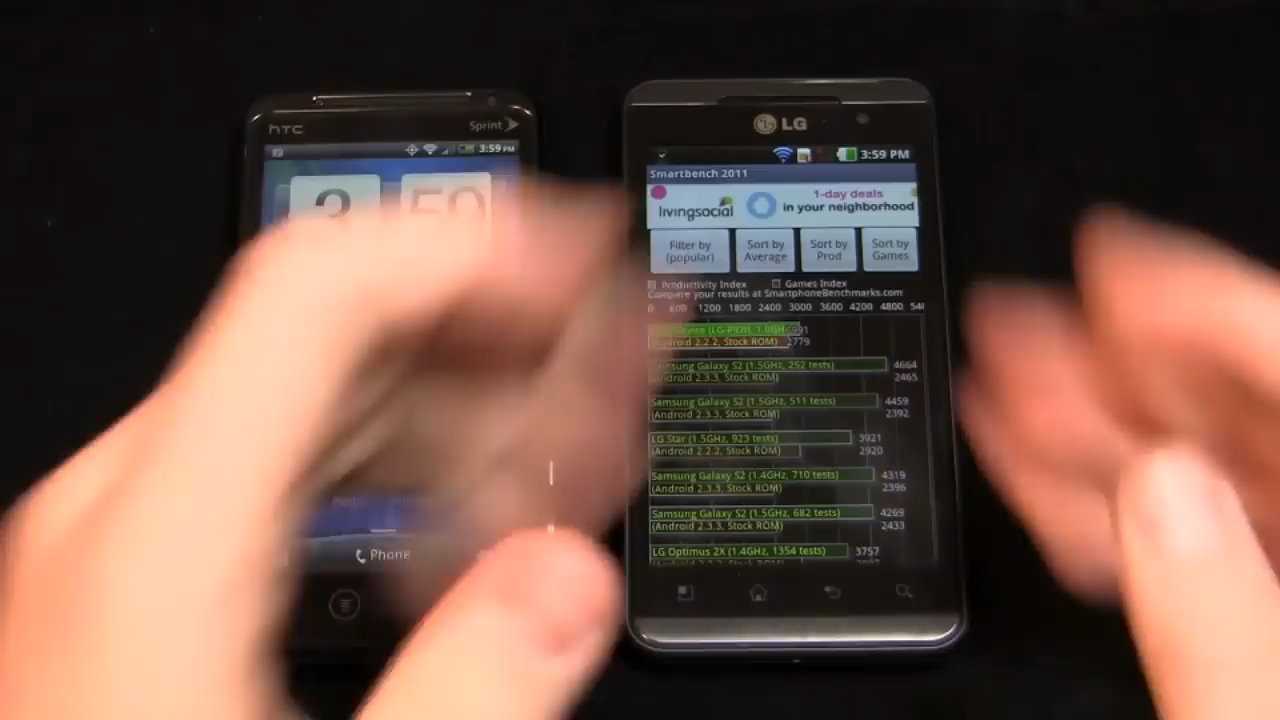 hTC
Sprint
3:59 PM
3 59
Phone
LG
3:59 PM
Smartbench 2011
livingsocial
1-day deals
in your neighborhood
Filter by
(popular)
Sort by
Average
Sort by
Prod
Sort by
Games
Productivity Index Games Index
Compare your results at SmartphoneBenchmarks.com
0 600 1200 1800 2400 3000 3600 4200 4800 540
(Android 2.2.2, Stock ROM) 2779
Samsung Galaxy S2 (1.5GHz, 252 tests) 4664
(Android 2.3.3, Stock ROM) 2465
Samsung Galaxy S2 (1.5GHz, 511 tests) 4459
(Android 2.3.3, Stock ROM) 2392
LG Star (1.5GHz, 923 tests) 3921
(Android 2.2.2, Stock ROM) 2920
Samsung Galaxy S2 (1.4GHz, 710 tests) 4319
(Android 2.3.3, Stock ROM) 2396
Samsung Galaxy S2 (1.5GHz, 682 tests) 4269
(Android 2.3.3, Stock ROM) 2433
LG Optimus 2X (1.4GHz, 1354 tests) 3757